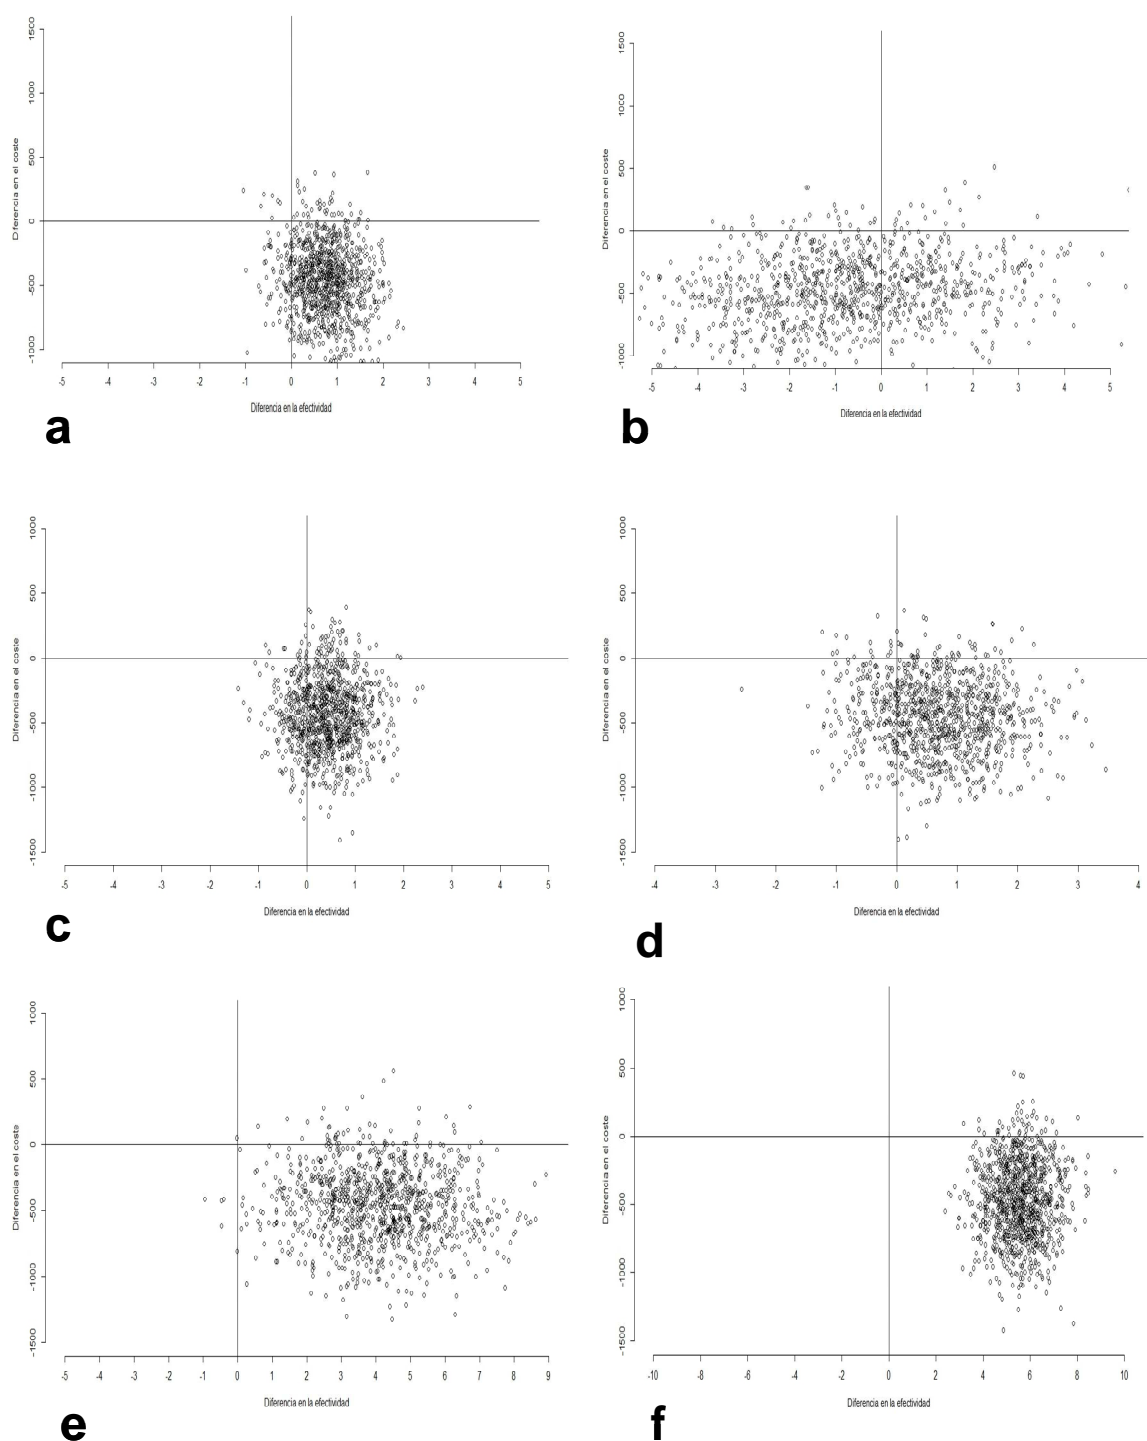 1500
1000
500
0
-500
-1000
Diferencia en el coste
-5 -4 -3 -2 -1 0 1 2 3 4 5
Diferencia en la efectividad
a
1500
1000
500
0
-500
-1000
Diferencia en el coste
-5 -4 -3 -2 -1 0 1 2 3 4 5
Diferencia en la efectividad
b
1000
500
0
-500
-1000
-1500
Diferencia en el coste
-5 -4 -3 -2 -1 0 1 2 3 4 5
Diferencia en la efectividad
c
1000
500
0
-500
-1000
-1500
Diferencia en el coste
-4 -3 -2 -1 0 1 2 3 4
Diferencia en la efectividad
d
1000
500
0
-500
-1000
-1500
Diferencia en el coste
-5 -4 -3 -2 -1 0 1 2 3 4 5 6 7 8 9
Diferencia en la efectividad
e
1000
500
0
-500
-1000
-1500
Diferencia en el coste
-10 -8 -6 -4 -2 0 2 4 6 8 10
Diferencia en la efectividad
f